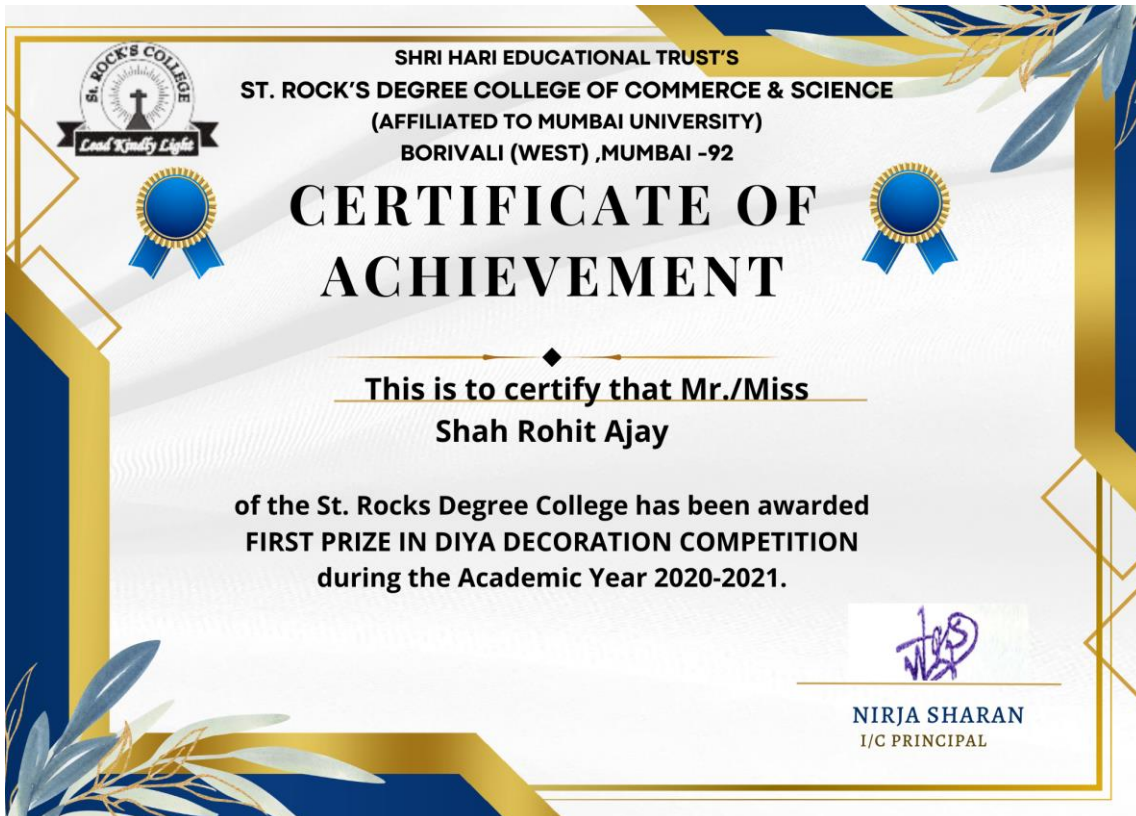 St. ROCK'S COLLEGE
Lead Kindly Light
SHRI HARI EDUCATIONAL TRUST'S
ST. ROCK'S DEGREE COLLEGE OF COMMERCE & SCIENCE
(AFFILIATED TO MUMBAI UNIVERSITY)
BORIVALI (WEST) ,MUMBAI -92
CERTIFICATE OF
ACHIEVEMENT
This is to certify that Mr./Miss
Shah Rohit Ajay
of the St. Rocks Degree College has been awarded
FIRST PRIZE IN DIYA DECORATION COMPETITION
during the Academic Year 2020-2021.
NIRJA SHARAN
I/C PRINCIPAL